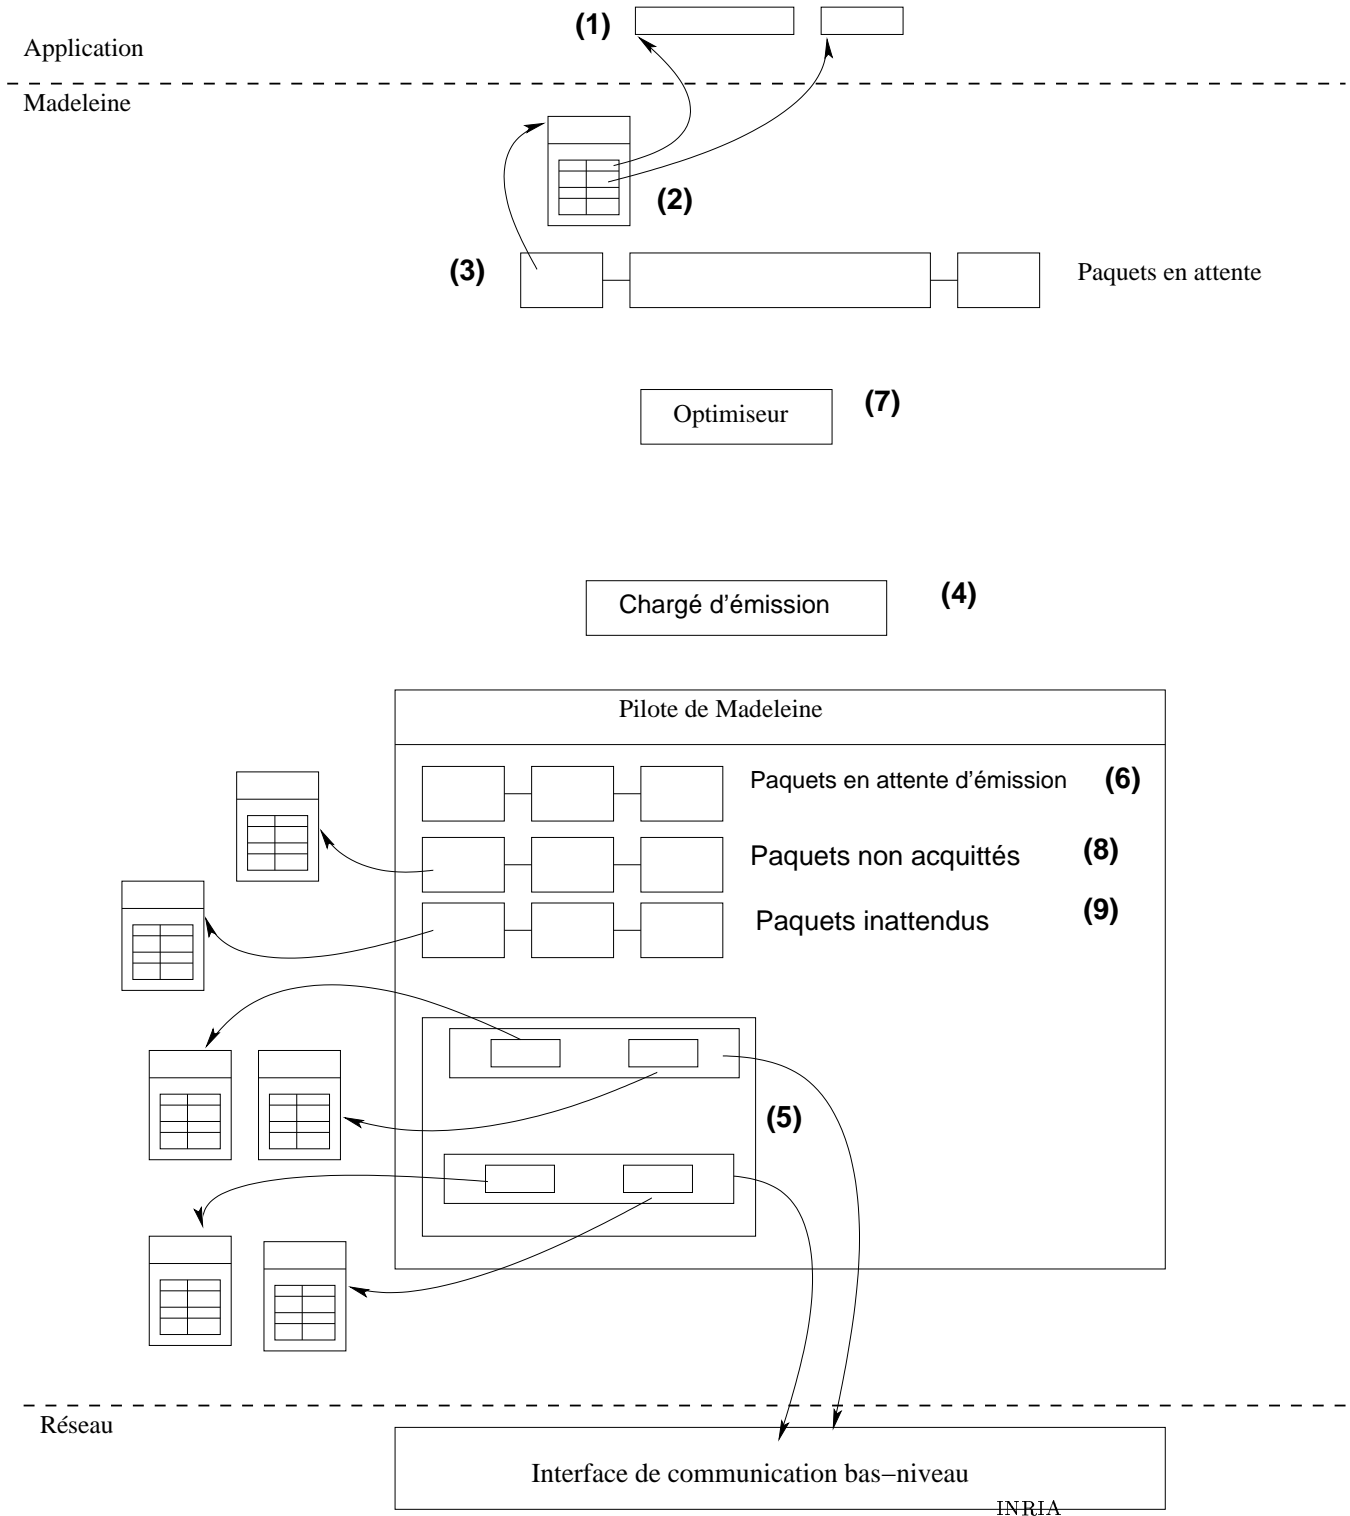 (1)
Application
Madeleine
(2)
(3)
Paquets en attente
Optimiseur
(7)
Chargé d'émission
(4)
Pilote de Madeleine
Paquets en attente d'émission
(6)
Paquets non acquittés
(8)
Paquets inattendus
(9)
(5)
Réseau
Interface de communication bas−niveau
INRIA